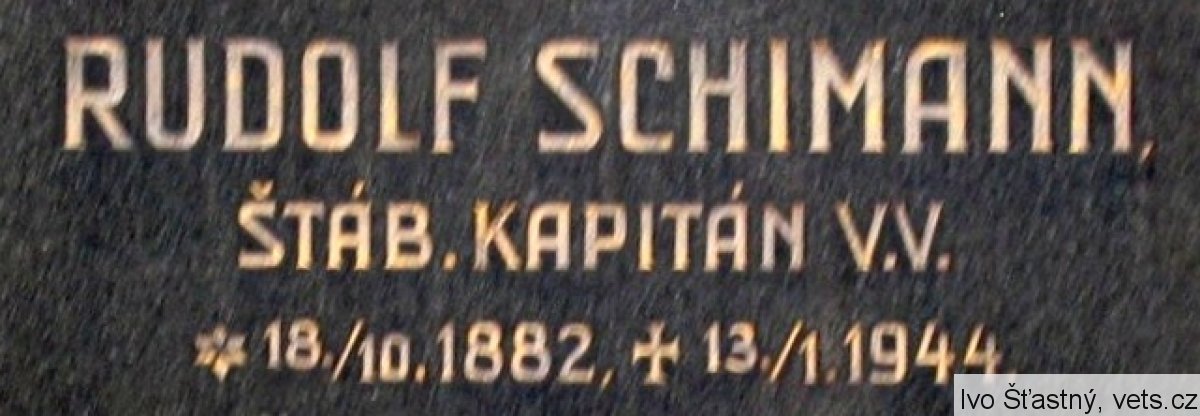 RUDOLF SCHIMANN,
ŠTÁB. KAPITÁN V.V.
* 18./10.1882, ✠ 13./1.1944.
Ivo Šťastný, vets.cz